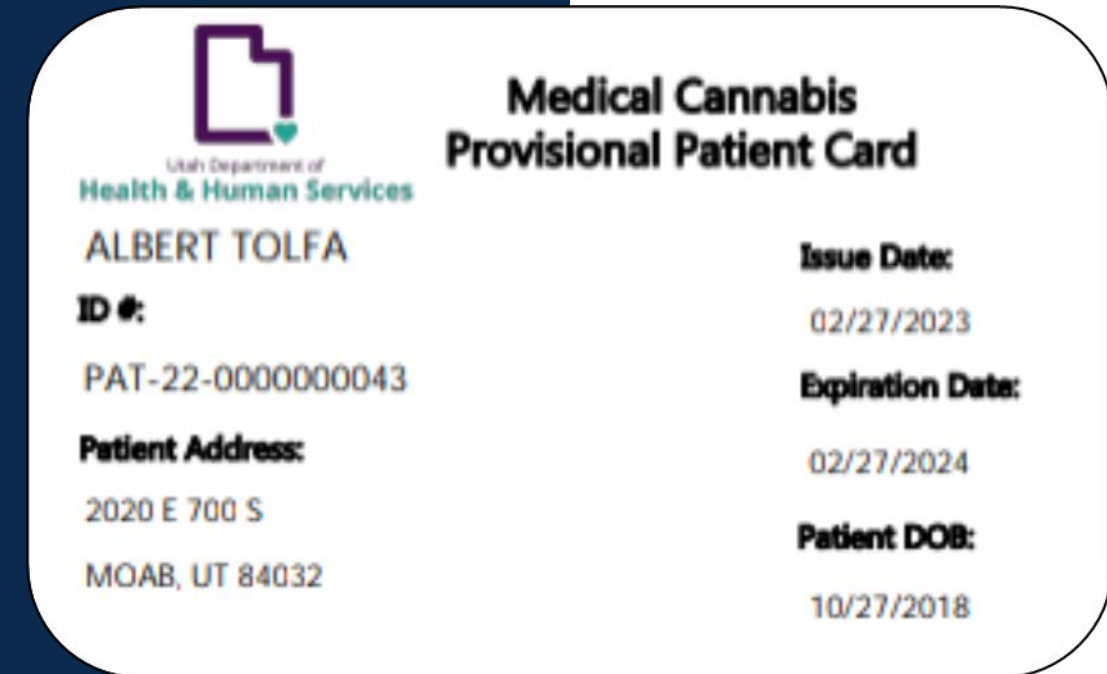 Utah Department of
Health & Human Services
Medical Cannabis
Provisional Patient Card
ALBERT TOLFA
ID #:
PAT-22-0000000043
Patient Address:
2020 E 700 S
MOAB, UT 84032
Issue Date:
02/27/2023
Expiration Date:
02/27/2024
Patient DOB:
10/27/2018